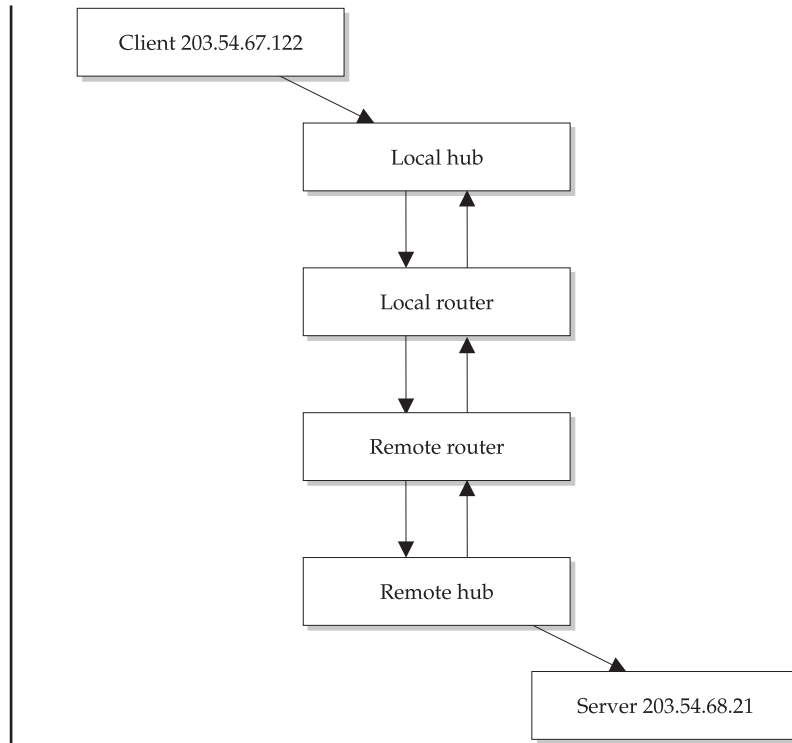 Client 203.54.67.122
Local hub
Local router
Remote router
Remote hub
Server 203.54.68.21